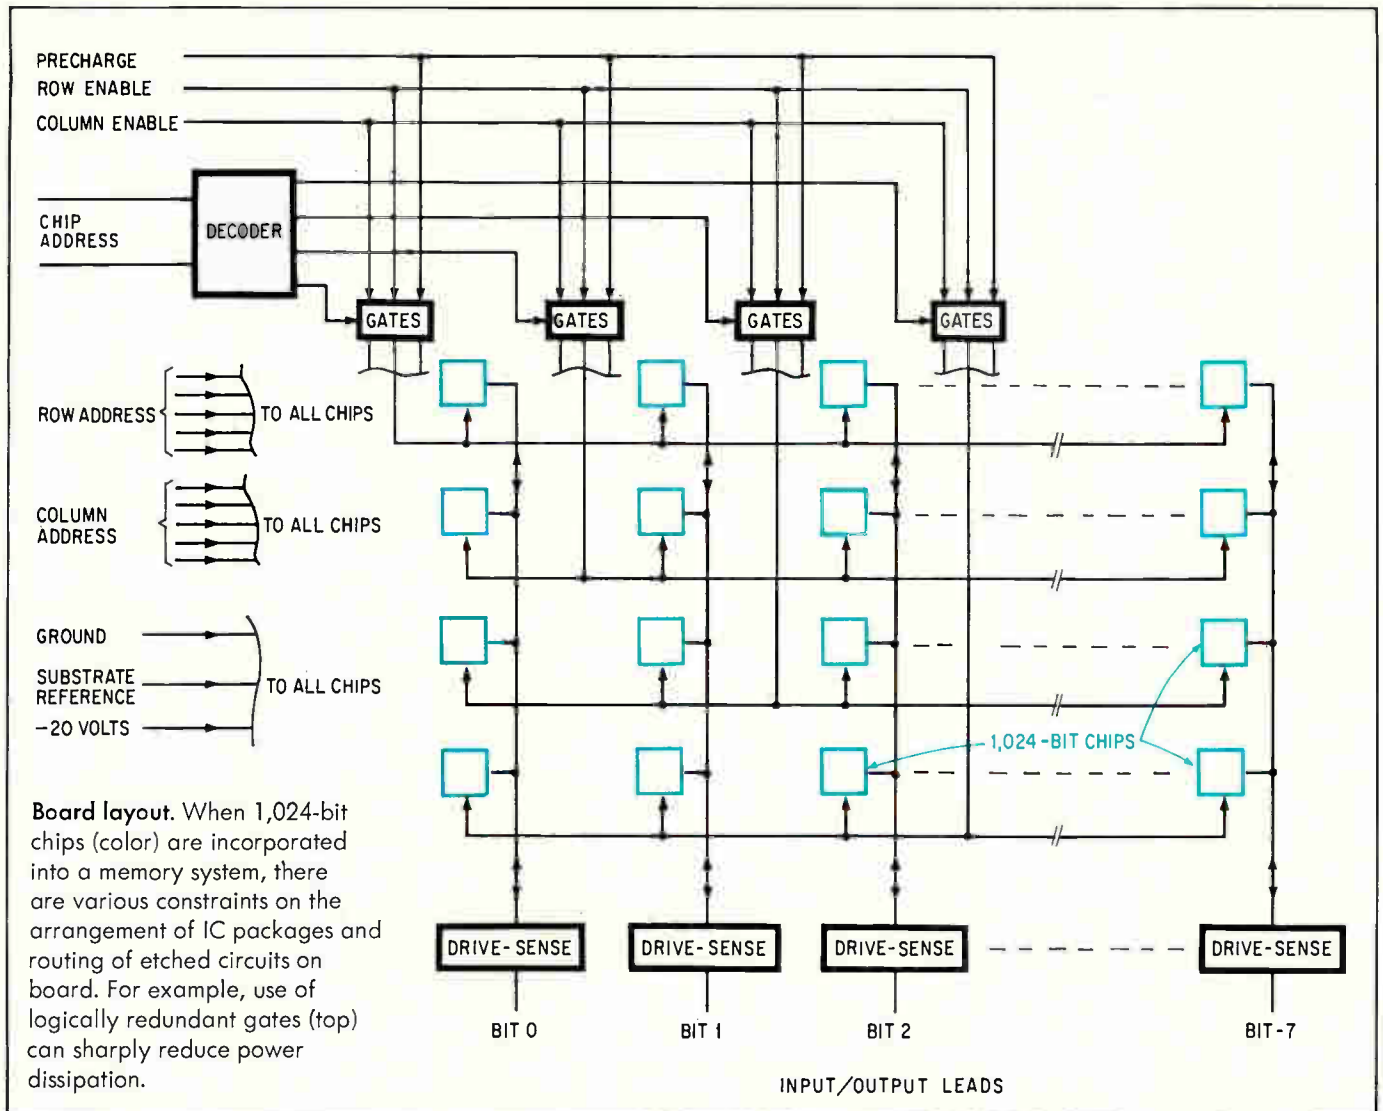 PRECHARGE
ROW ENABLE
COLUMN ENABLE
CHIP
ADDRESS
DECODER
GATES
GATES
GATES
GATES
ROW ADDRESS
TO ALL CHIPS
COLUMN
ADDRESS
TO ALL CHIPS
GROUND
SUBSTRATE
REFERENCE
TO ALL CHIPS
-20 VOLTS
1,024-BIT CHIPS
Board layout. When 1,024-bit
chips (color) are incorporated
into a memory system, there
are various constraints on the
arrangement of IC packages and
routing of etched circuits on
board. For example, use of
logically redundant gates (top)
can sharply reduce power
dissipation.
DRIVE-SENSE
DRIVE-SENSE
DRIVE-SENSE
DRIVE-SENSE
BIT 0
BIT 1
BIT 2
BIT-7
INPUT/OUTPUT LEADS